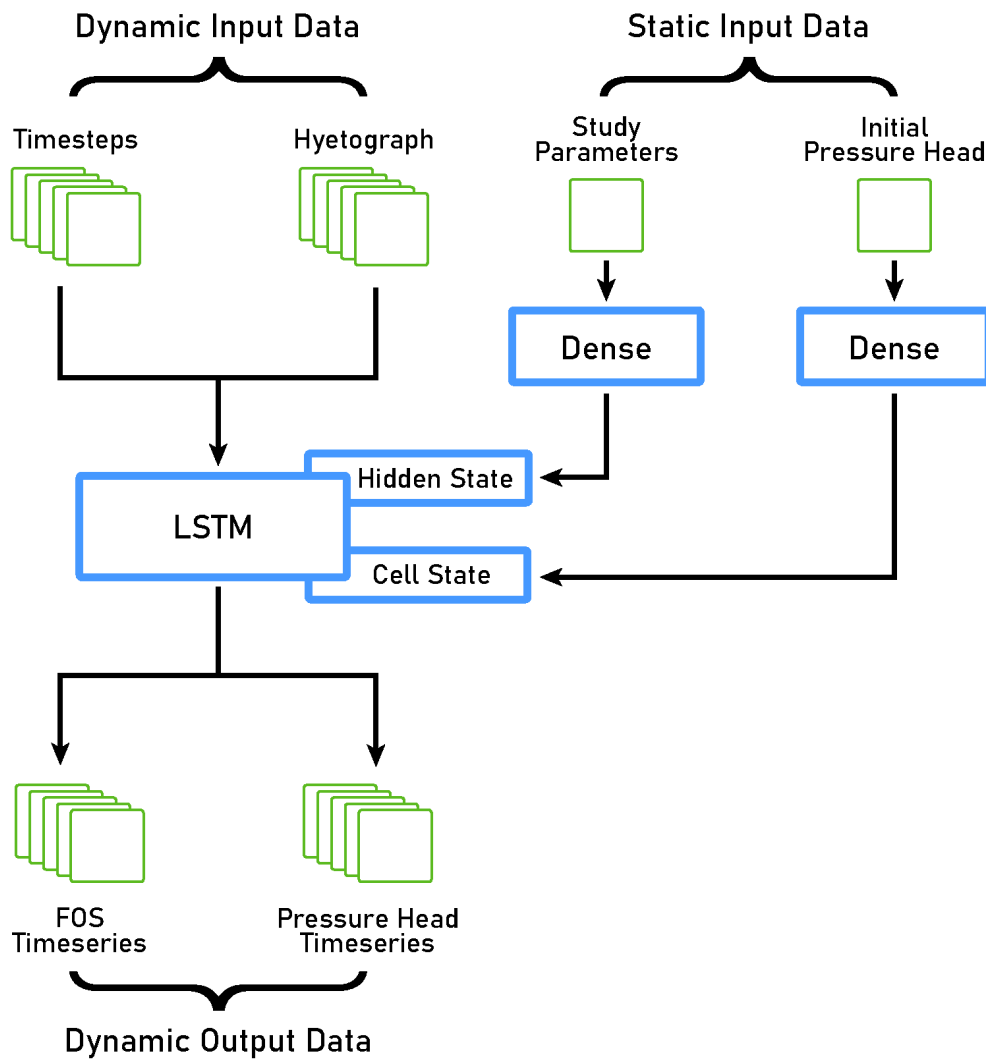 Dynamic Input Data
Static Input Data
Timesteps
Hyetograph
Study
Parameters
Initial
Pressure Head
Dense
Dense
Hidden State
LSTM
Cell State
FOS
Timeseries
Pressure Head
Timeseries
Dynamic Output Data